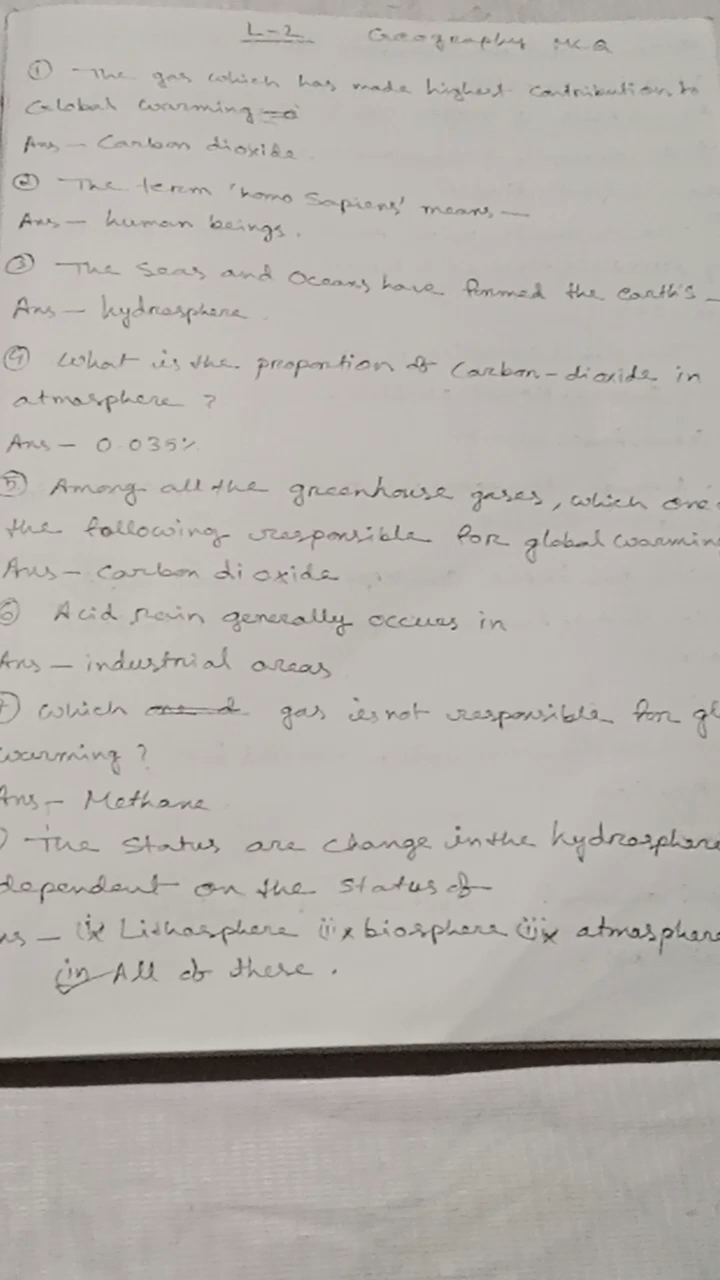 L-2 Geography MCQ
① The gas which has made highest contribution to
Global warming
Ans – Carbon dioxide.
② The term 'homo Sapiens' means —
Ans – human beings.
③ The Seas and Oceans have formed the earth's –
Ans – hydrosphere.
④ What is the proportion of Carbon-dioxide in
atmosphere ?
Ans – 0.035%
⑤ Among all the greenhouse gases, which one
the following responsible for global warmin
Ans – carbon dioxide
⑥ Acid rain generally occurs in
Ans – industrial areas
7) which gas is not responsible for gl
warming ?
Ans – Methane
) The status are change in the hydrosphere
dependent on the status of
ns – (i) Lithosphere (ii) biosphere (iii) atmosphere
(iv) All of these.